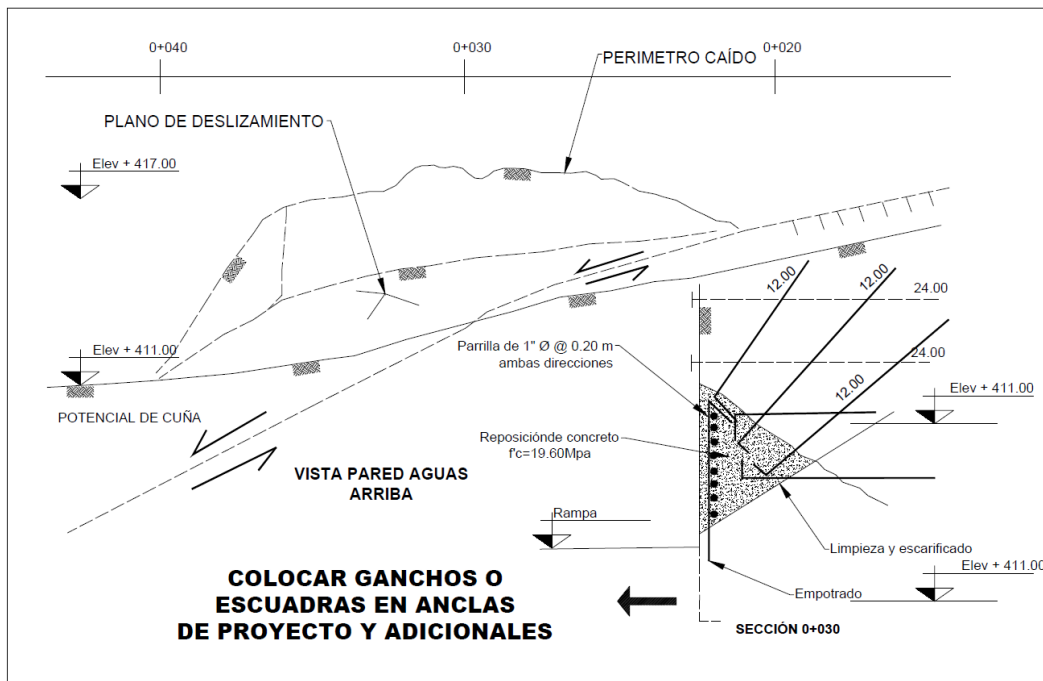 0+040
0+030
0+020
PERIMETRO CAÍDO
PLANO DE DESLIZAMIENTO
Elev + 417.00
12.00
12.00
24.00
Parrilla de 1" Ø @ 0.20 m
ambas direcciones
Elev + 411.00
24.00
12.00
Elev + 411.00
POTENCIAL DE CUÑA
Reposiciónde concreto
f'c=19.60Mpa
VISTA PARED AGUAS
ARRIBA
Rampa
Limpieza y escarificado
COLOCAR GANCHOS O
ESCUADRAS EN ANCLAS
DE PROYECTO Y ADICIONALES
Elev + 411.00
Empotrado
SECCIÓN 0+030